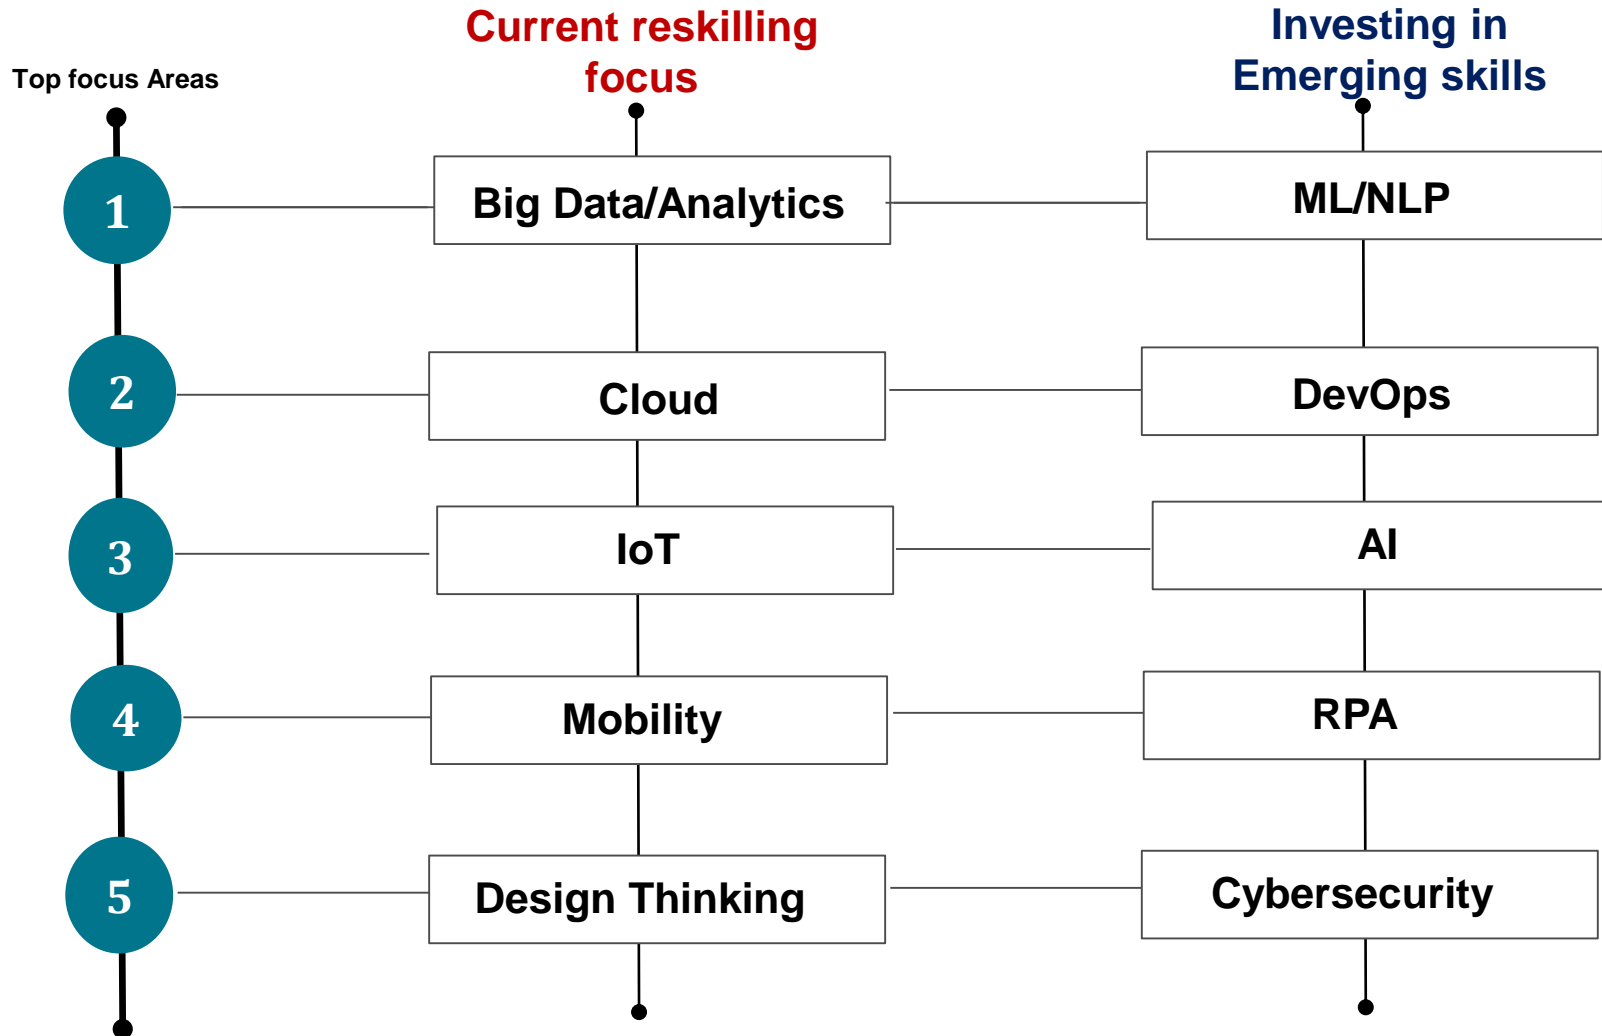 Current reskilling
focus
Investing in
Emerging skills
Top focus Areas
1
Big Data/Analytics
ML/NLP
2
Cloud
DevOps
3
IoT
AI
4
Mobility
RPA
5
Design Thinking
Cybersecurity